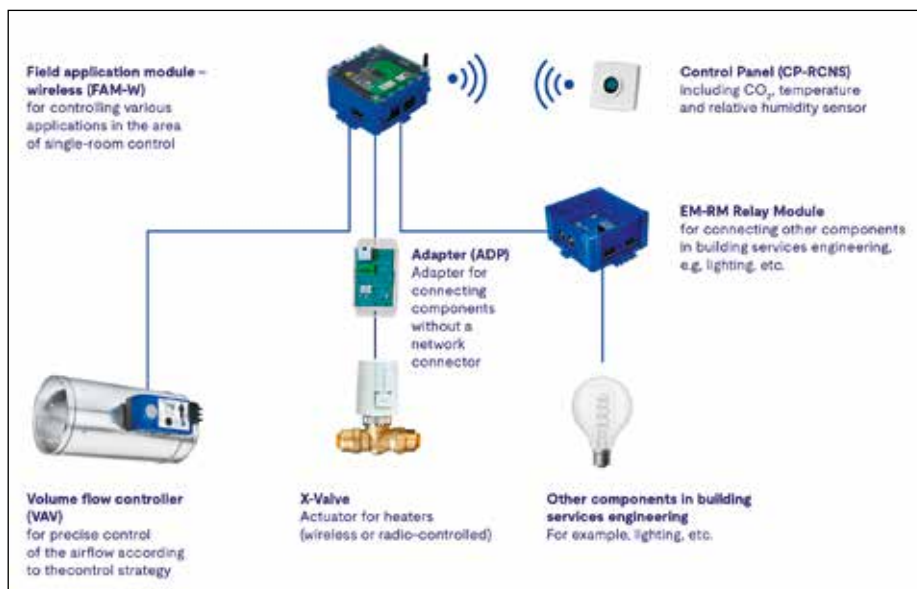 Field application module –
wireless (FAM-W)
for controlling various
applications in the area
of single-room control
Control Panel (CP-RCNS)
including CO₂, temperature
and relative humidity sensor
EM-RM Relay Module
for connecting other components
in building services engineering,
e.g, lighting, etc.
Adapter (ADP)
Adapter for
connecting
components
without a
network
connector
Volume flow controller
(VAV)
for precise control
of the airflow according
to thecontrol strategy
X-Valve
Actuator for heaters
(wireless or radio-controlled)
Other components in building
services engineering
For example, lighting, etc.